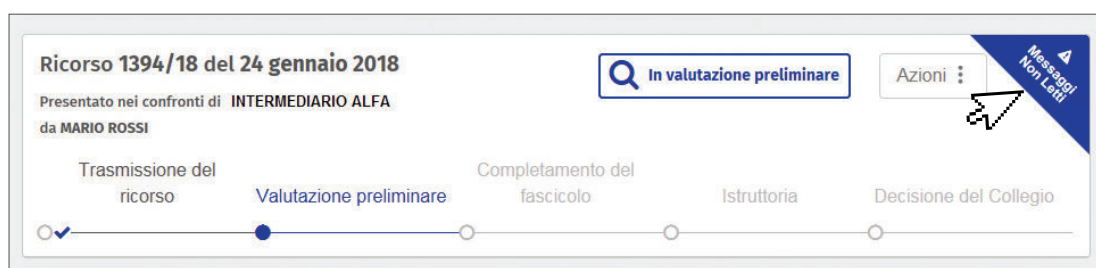 Ricorso 1394/18 del 24 gennaio 2018
In valutazione preliminare
Azioni
Messaggi
Non Letti
Presentato nei confronti di INTERMEDIARIO ALFA
da MARIO ROSSI
Trasmissione del
ricorso
Valutazione preliminare
Completamento del
fascicolo
Istruttoria
Decisione del Collegio